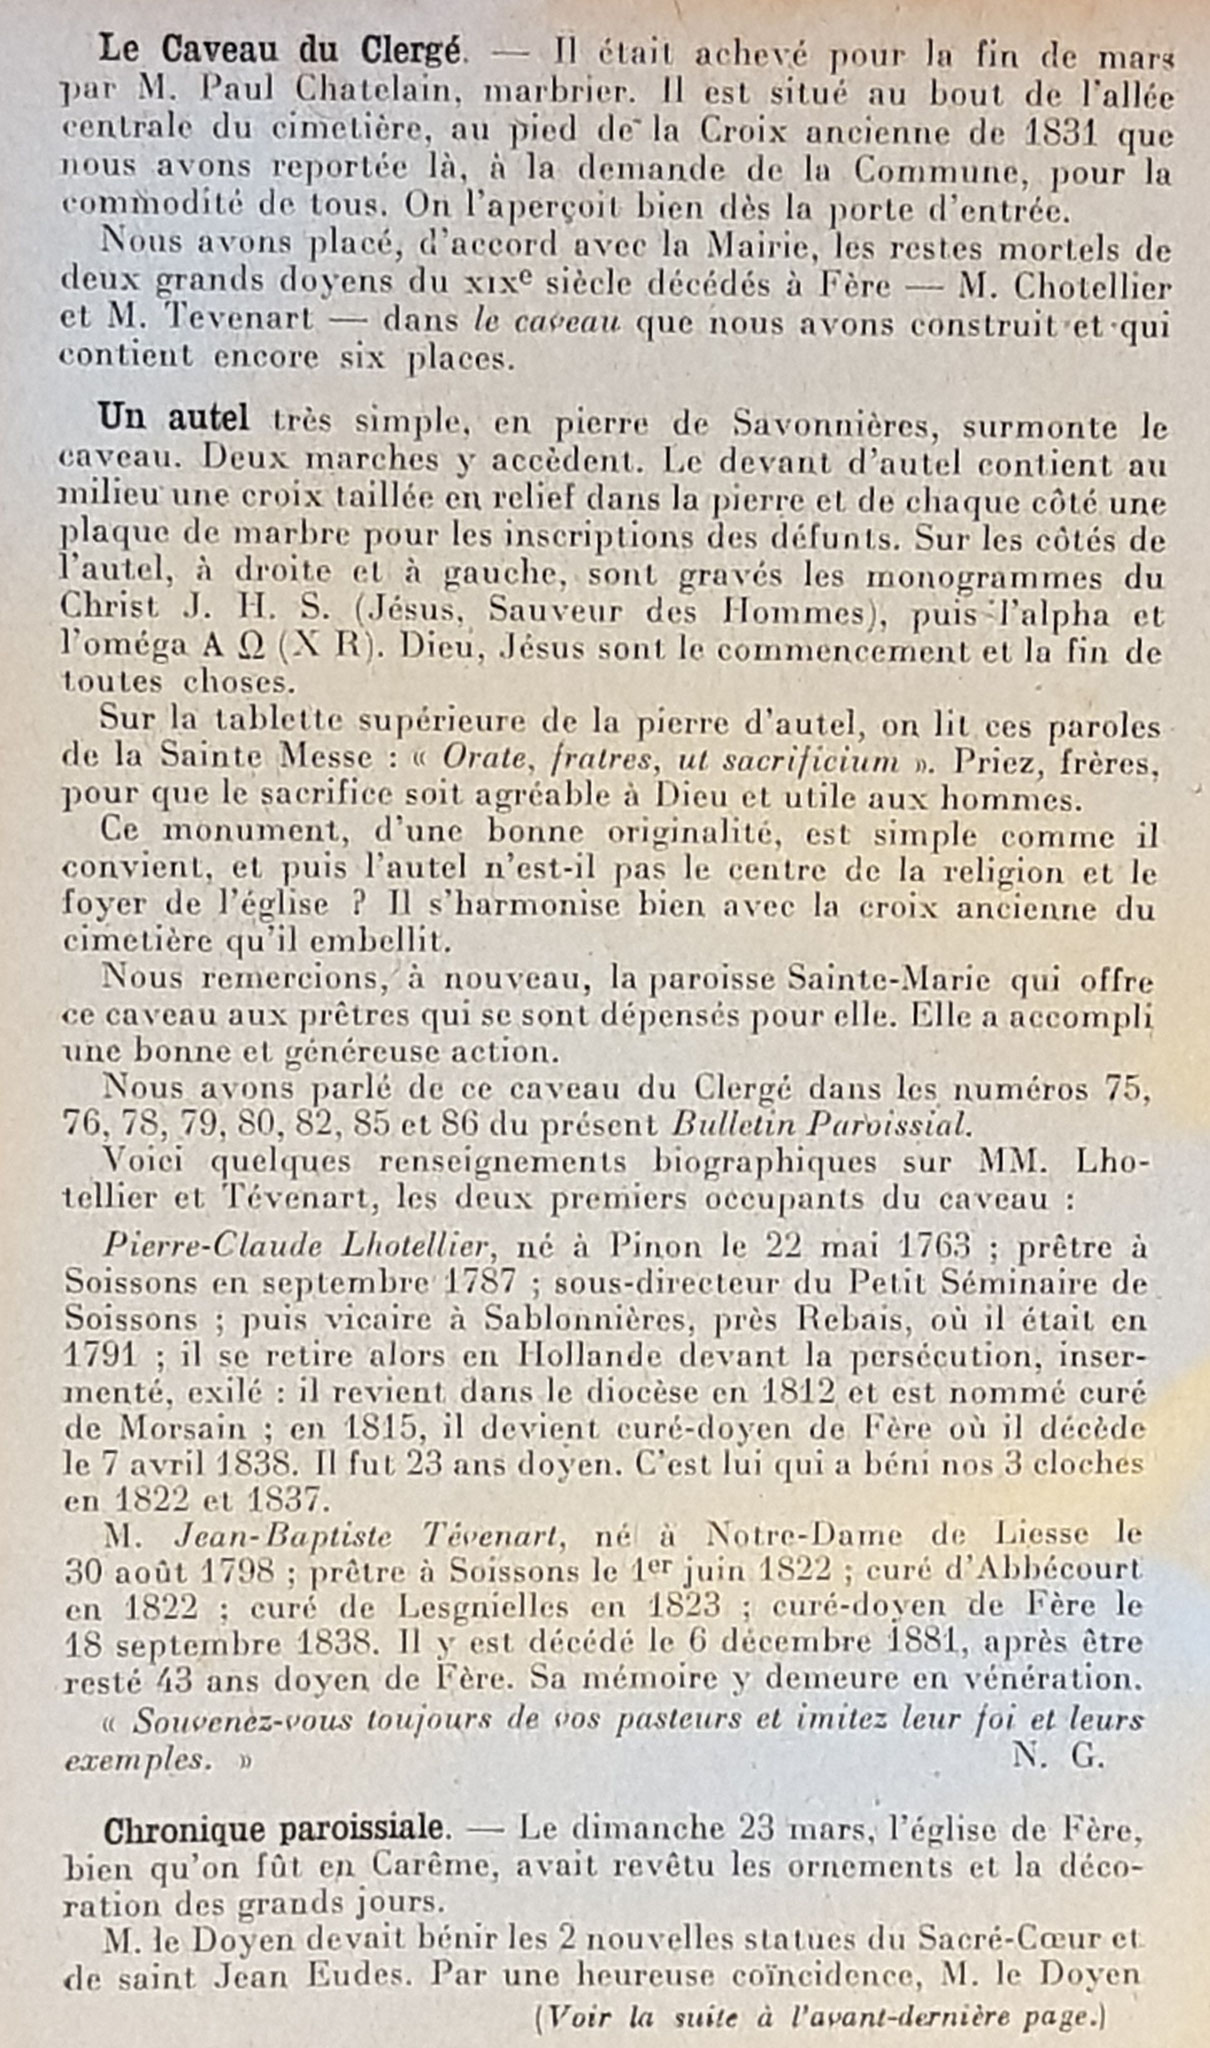 Le Caveau du Clergé. — Il était achevé pour la fin de mars
par M. Paul Chatelain, marbrier. Il est situé au bout de l'allée
centrale du cimetière, au pied de la Croix ancienne de 1831 que
nous avons reportée là, à la demande de la Commune, pour la
commodité de tous. On l'aperçoit bien dès la porte d'entrée.
Nous avons placé, d'accord avec la Mairie, les restes mortels de
deux grands doyens du XIXe siècle décédés à Fère — M. Chotellier
et M. Tevenart — dans le caveau que nous avons construit et qui
contient encore six places.
Un autel très simple, en pierre de Savonnières, surmonte le
caveau. Deux marches y accèdent. Le devant d'autel contient au
milieu une croix taillée en relief dans la pierre et de chaque côté une
plaque de marbre pour les inscriptions des défunts. Sur les côtés de
l'autel, à droite et à gauche, sont gravés les monogrammes du
Christ J. H. S. (Jésus, Sauveur des Hommes), puis l'alpha et
l'oméga A Ω (X R). Dieu, Jésus sont le commencement et la fin de
toutes choses.
Sur la tablette supérieure de la pierre d'autel, on lit ces paroles
de la Sainte Messe : « Orate, fratres, ut sacrificium ». Priez, frères,
pour que le sacrifice soit agréable à Dieu et utile aux hommes.
Ce monument, d'une bonne originalité, est simple comme il
convient, et puis l'autel n'est-il pas le centre de la religion et le
foyer de l'église ? Il s'harmonise bien avec la croix ancienne du
cimetière qu'il embellit.
Nous remercions, à nouveau, la paroisse Sainte-Marie qui offre
ce caveau aux prêtres qui se sont dépensés pour elle. Elle a accompli
une bonne et généreuse action.
Nous avons parlé de ce caveau du Clergé dans les numéros 75,
76, 78, 79, 80, 82, 85 et 86 du présent Bulletin Paroissial.
Voici quelques renseignements biographiques sur MM. Lho-
tellier et Tévenart, les deux premiers occupants du caveau :
Pierre-Claude Lhotellier, né à Pinon le 22 mai 1763 ; prêtre à
Soissons en septembre 1787 ; sous-directeur du Petit Séminaire de
Soissons ; puis vicaire à Sablonnières, près Rebais, où il était en
1791 ; il se retire alors en Hollande devant la persécution, inser-
menté, exilé : il revient dans le diocèse en 1812 et est nommé curé
de Morsain ; en 1815, il devient curé-doyen de Fère où il décède
le 7 avril 1838. Il fut 23 ans doyen. C'est lui qui a béni nos 3 cloches
en 1822 et 1837.
M. Jean-Baptiste Tévenart, né à Notre-Dame de Liesse le
30 août 1798 ; prêtre à Soissons le 1er juin 1822 ; curé d'Abbécourt
en 1822 ; curé de Lesgnielles en 1823 ; curé-doyen de Fère le
18 septembre 1838. Il y est décédé le 6 décembre 1881, après être
resté 43 ans doyen de Fère. Sa mémoire y demeure en vénération.
« Souvenez-vous toujours de vos pasteurs et imitez leur foi et leurs
exemples. » N. G.
Chronique paroissiale. — Le dimanche 23 mars, l'église de Fère,
bien qu'on fût en Carême, avait revêtu les ornements et la déco-
ration des grands jours.
M. le Doyen devait bénir les 2 nouvelles statues du Sacré-Cœur et
de saint Jean Eudes. Par une heureuse coïncidence, M. le Doyen
(Voir la suite à l'avant-dernière page.)